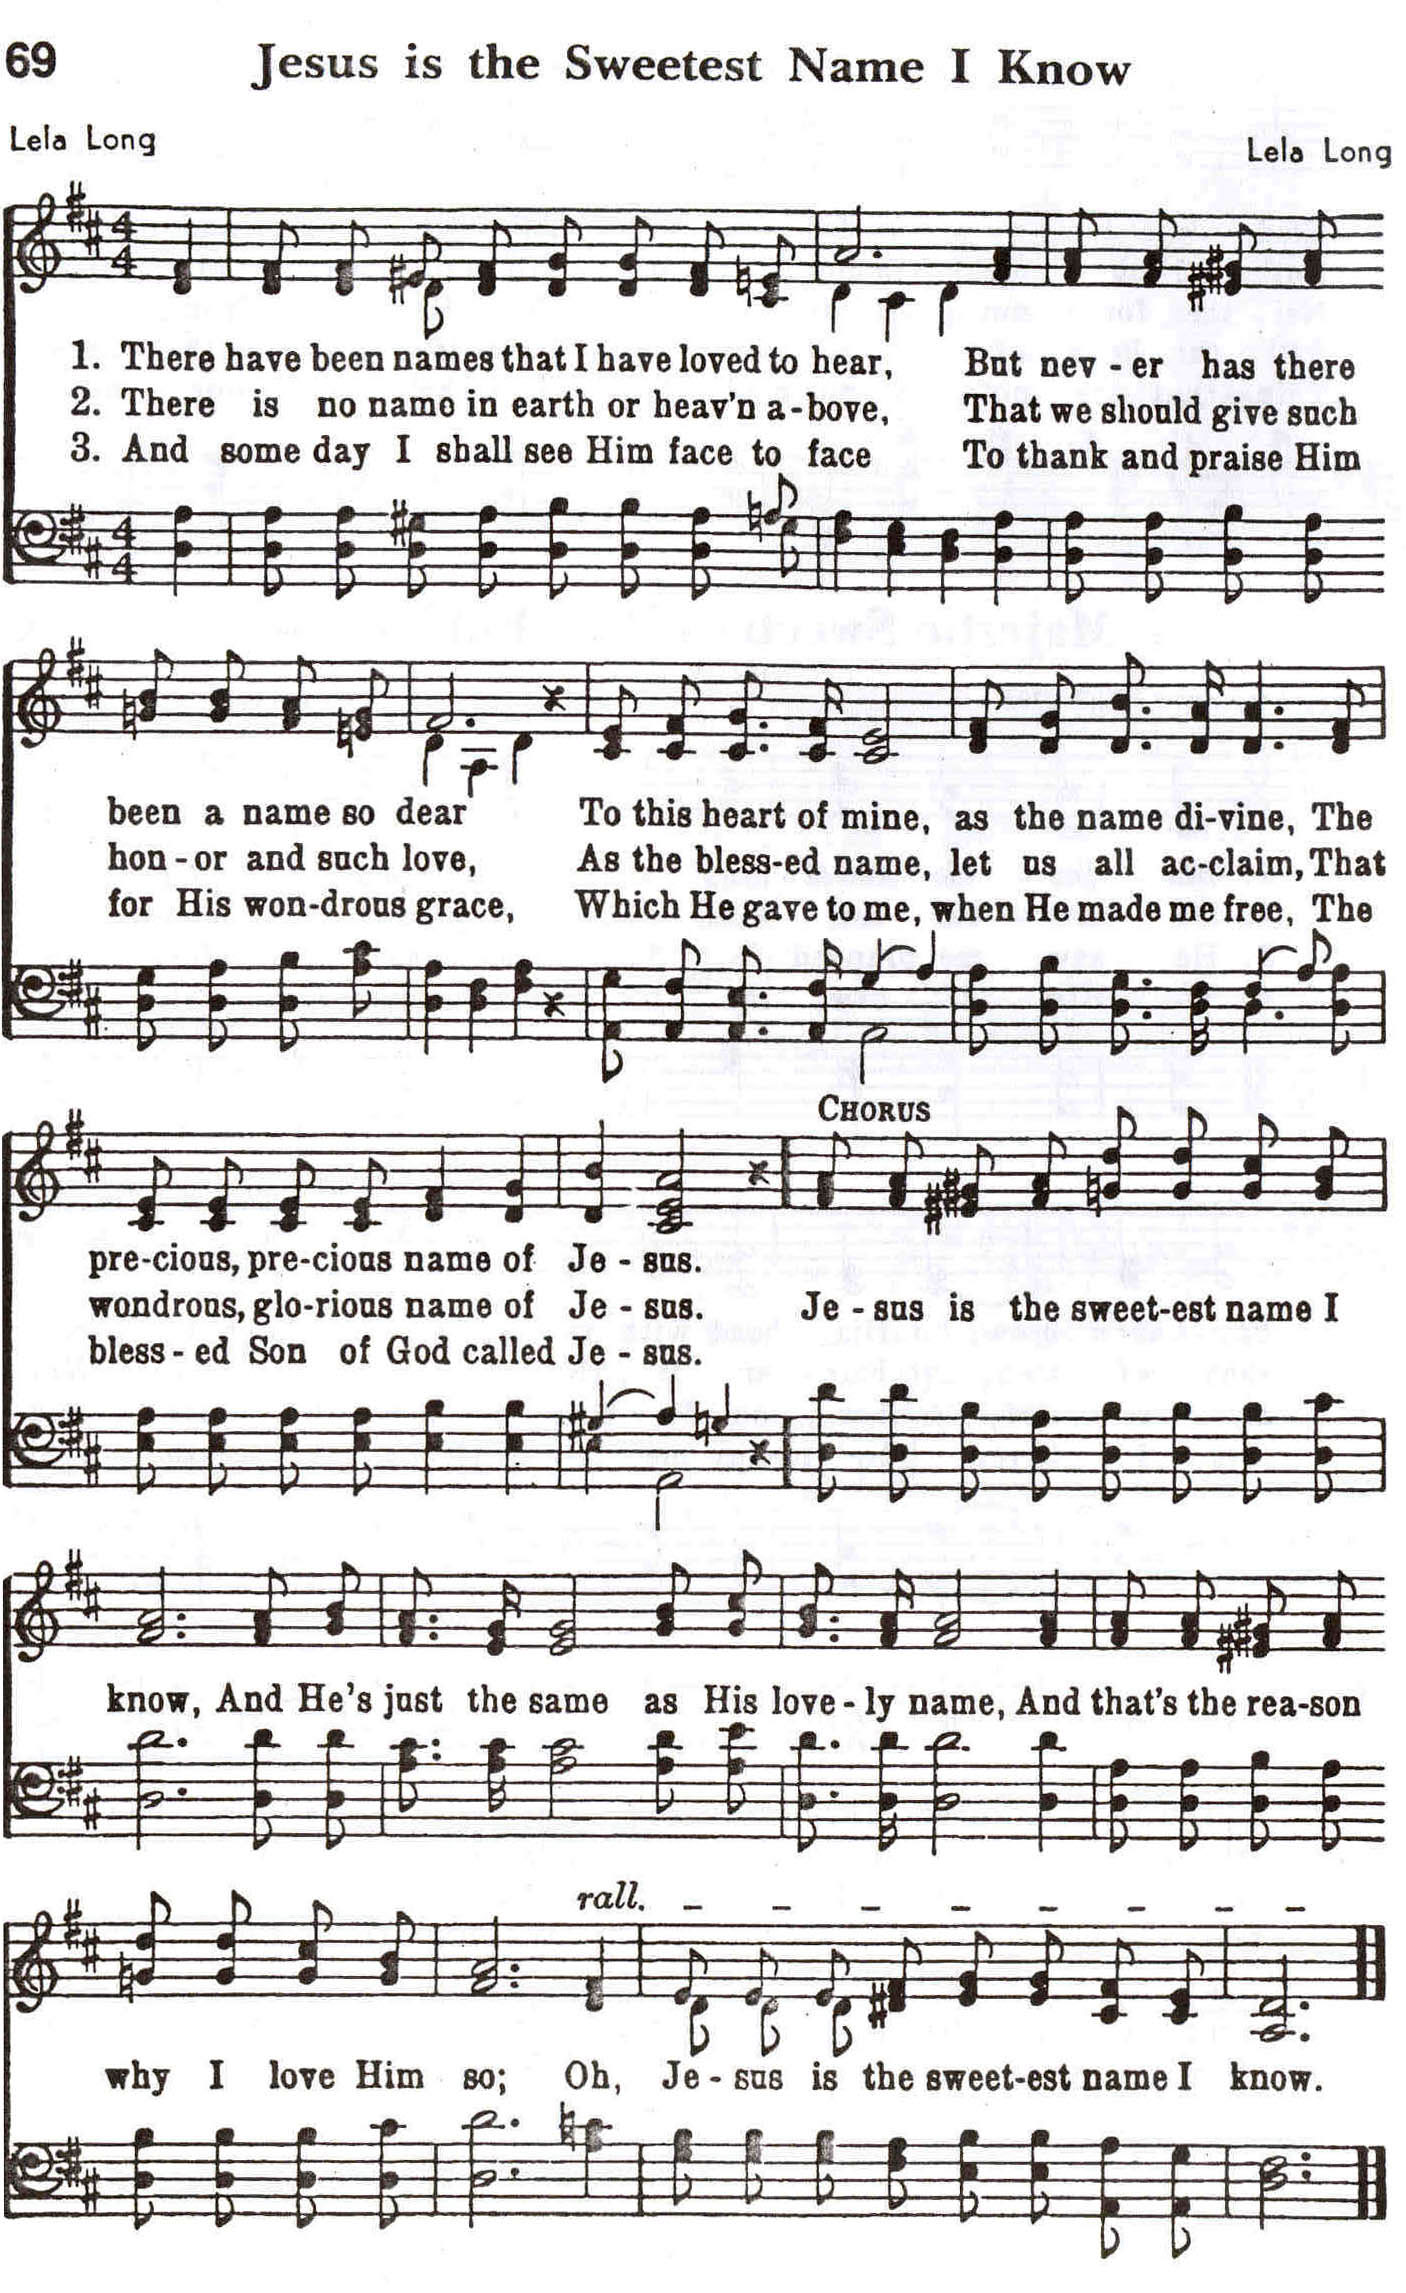 69 Jesus is the Sweetest Name I Know
Lela Long Lela Long
1. There have been names that I have loved to hear, But nev - er has there
2. There is no name in earth or heav'n a - bove, That we should give such
3. And some day I shall see Him face to face To thank and praise Him
been a name so dear To this heart of mine, as the name di-vine, The
hon - or and such love, As the bless-ed name, let us all ac-claim, That
for His won-drous grace, Which He gave to me, when He made me free, The
CHORUS
pre-cious, pre-cious name of Je - sus.
wondrous, glo-rious name of Je - sus. Je - sus is the sweet-est name I
bless - ed Son of God called Je - sus.
know, And He's just the same as His love - ly name, And that's the rea-son
rall.
why I love Him so; Oh, Je - sus is the sweet-est name I know.